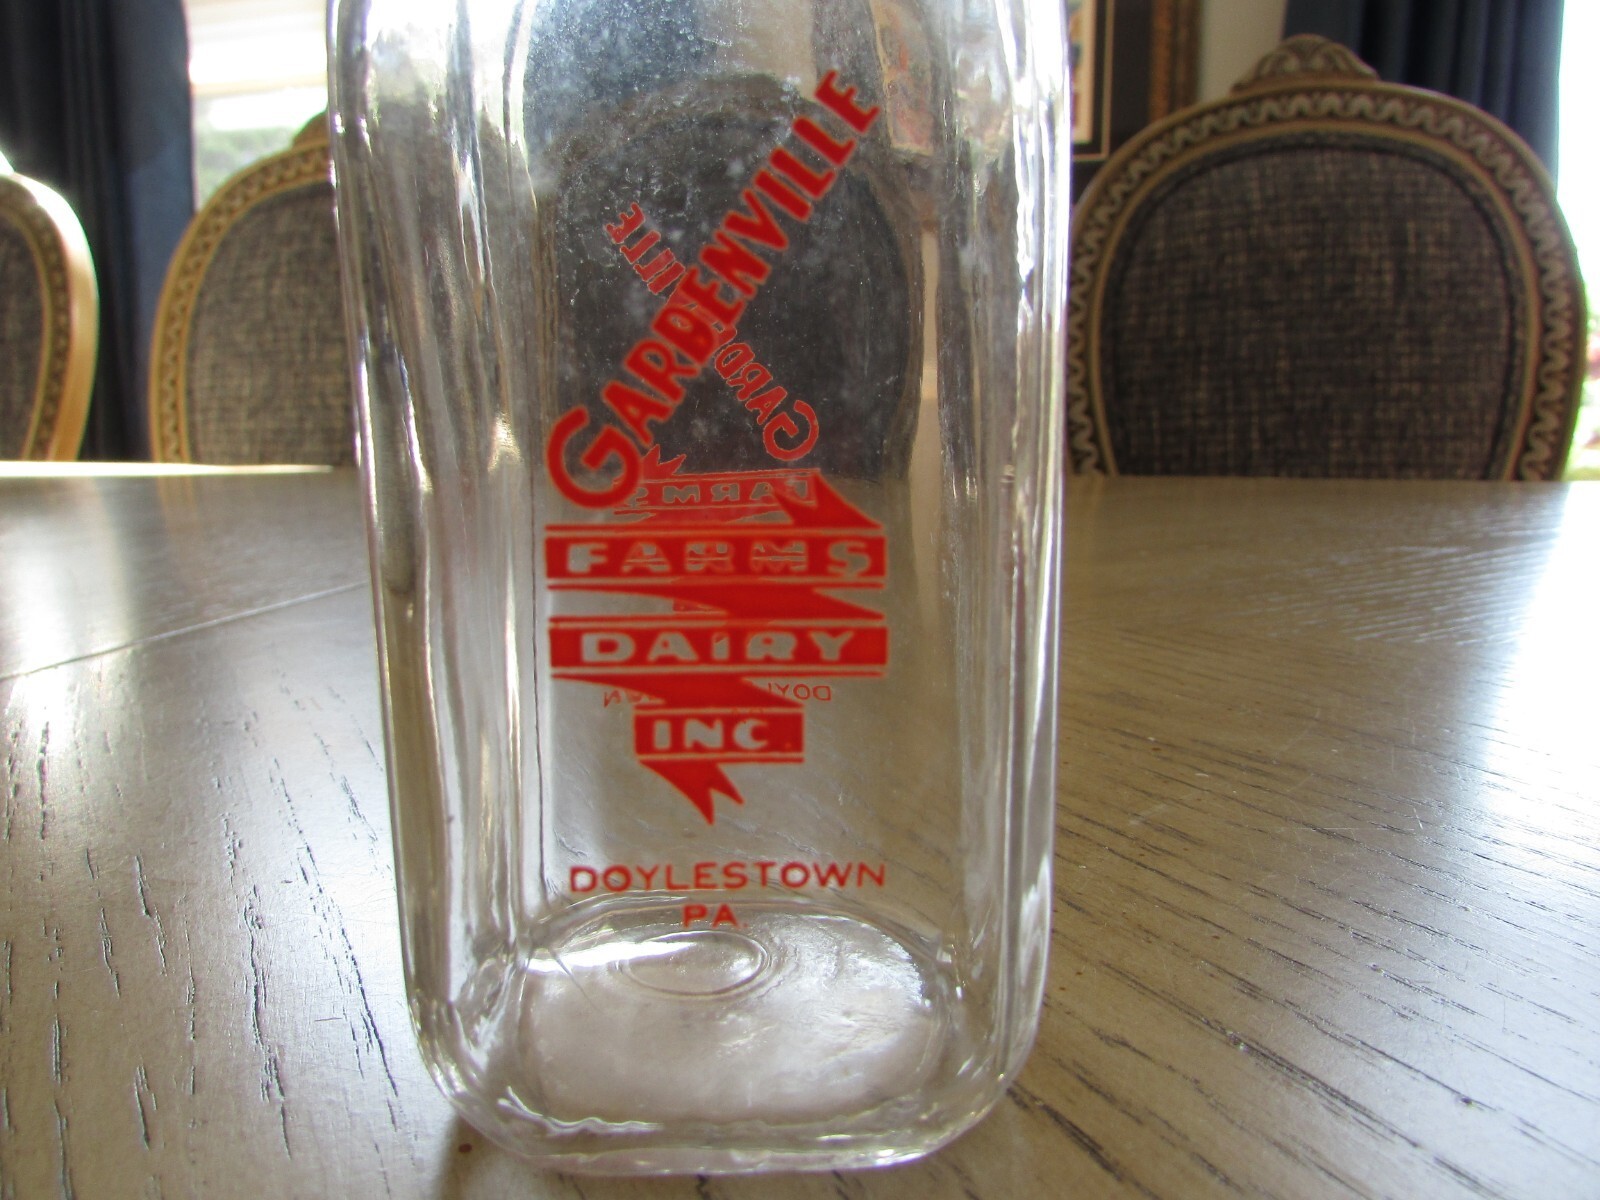 GARDENVILLE
FARMS
DAIRY
INC.
DOYLESTOWN
PA.